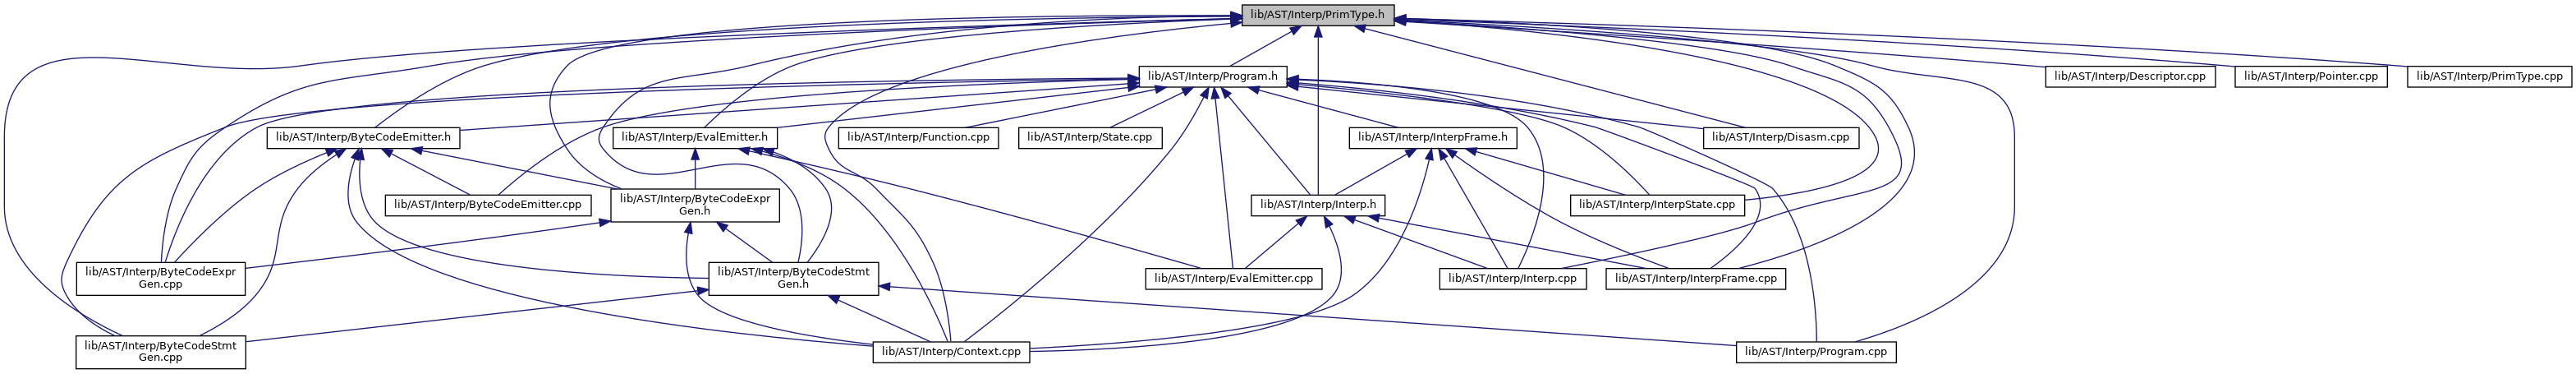 lib/AST/Interp/PrimType.h
lib/AST/Interp/Program.h
lib/AST/Interp/Descriptor.cpp
lib/AST/Interp/Pointer.cpp
lib/AST/Interp/PrimType.cpp
lib/AST/Interp/ByteCodeEmitter.h
lib/AST/Interp/EvalEmitter.h
lib/AST/Interp/Function.cpp
lib/AST/Interp/State.cpp
lib/AST/Interp/InterpFrame.h
lib/AST/Interp/Disasm.cpp
lib/AST/Interp/ByteCodeEmitter.cpp
lib/AST/Interp/ByteCodeExpr
Gen.h
lib/AST/Interp/Interp.h
lib/AST/Interp/InterpState.cpp
lib/AST/Interp/ByteCodeExpr
Gen.cpp
lib/AST/Interp/ByteCodeStmt
Gen.h
lib/AST/Interp/EvalEmitter.cpp
lib/AST/Interp/Interp.cpp
lib/AST/Interp/InterpFrame.cpp
lib/AST/Interp/ByteCodeStmt
Gen.cpp
lib/AST/Interp/Context.cpp
lib/AST/Interp/Program.cpp